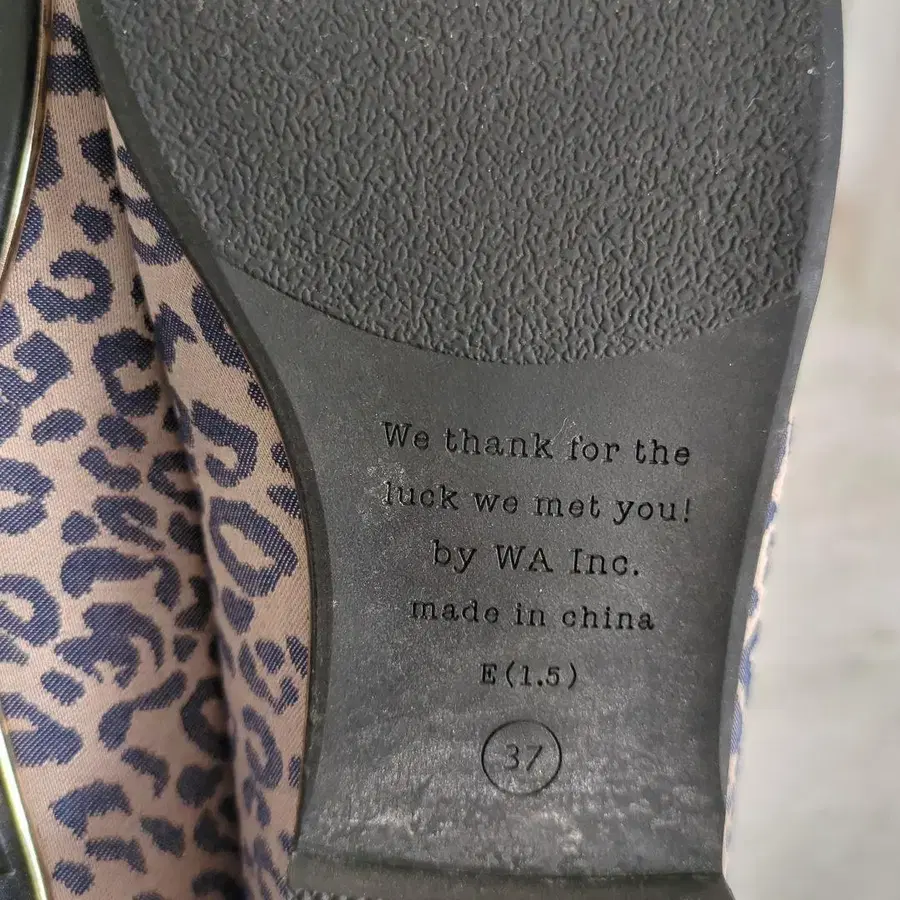 We thank for the
luck we met you!
by WA Inc.
made in china
E(1.5)
37